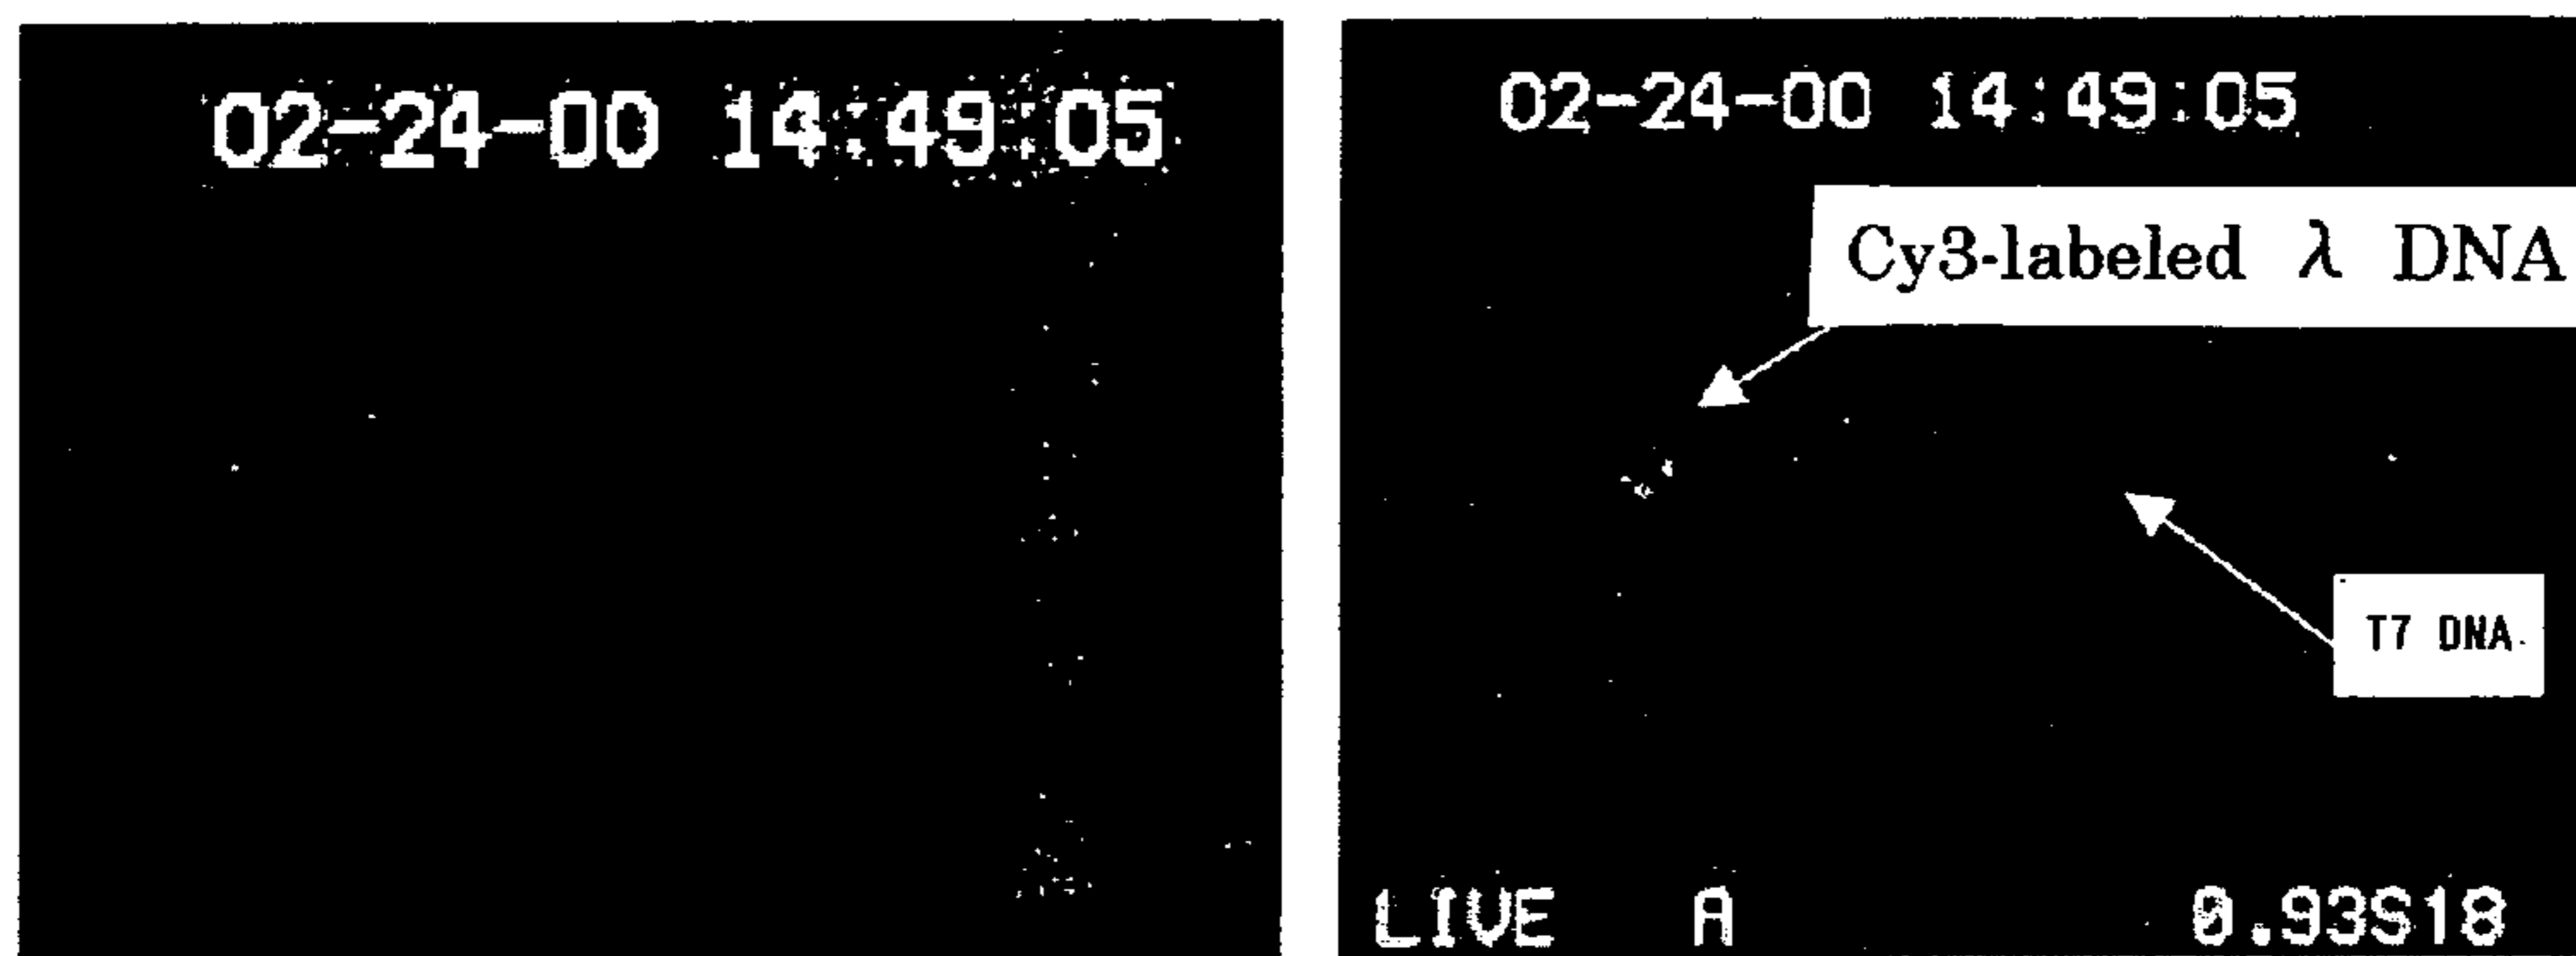 02-24-00 14:49:05
02-24-00 14:49:05
Cy3-labeled λ DNA
T7 DNA
LIVE A 0.93S18